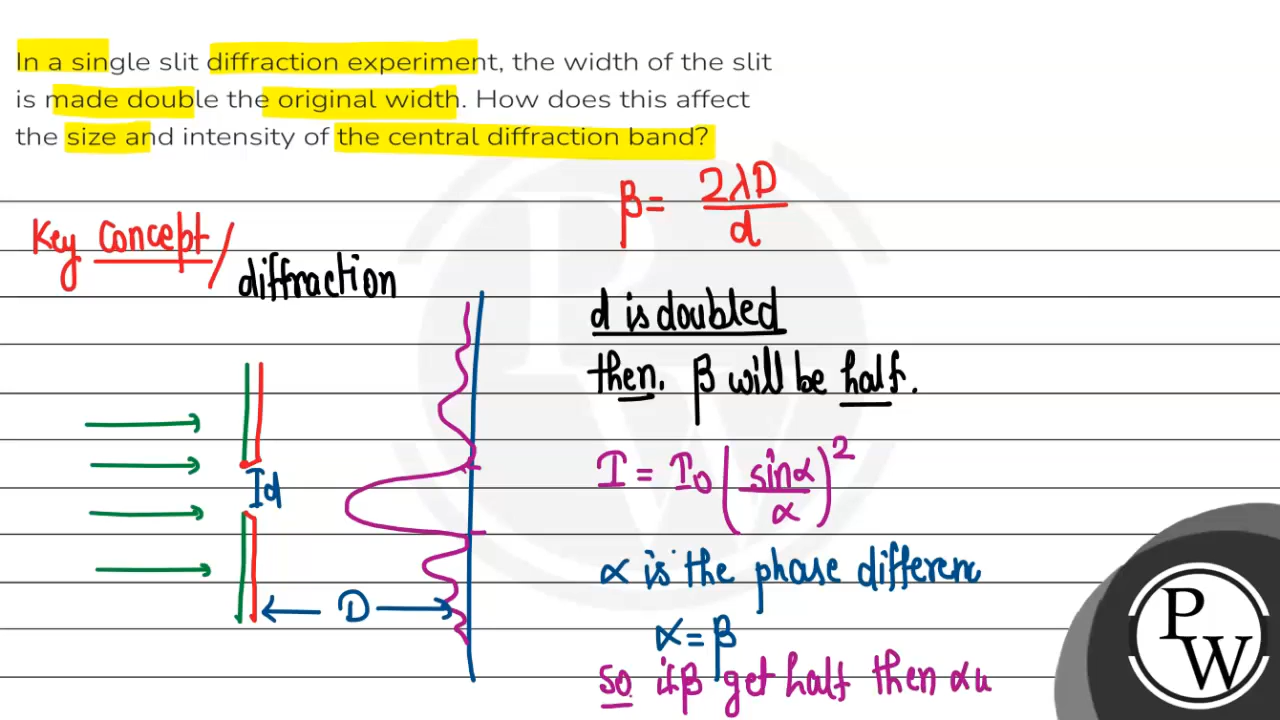 In a single slit diffraction experiment, the width of the slit
is made double the original width. How does this affect
the size and intensity of the central diffraction band?
β = 2λD / d
Key Concept /
diffraction
d is doubled
then. β will be half.
I = I₀ (sinα / α)²
d
α is the phase differenc
D
α = β
so if β get half then α
P
W